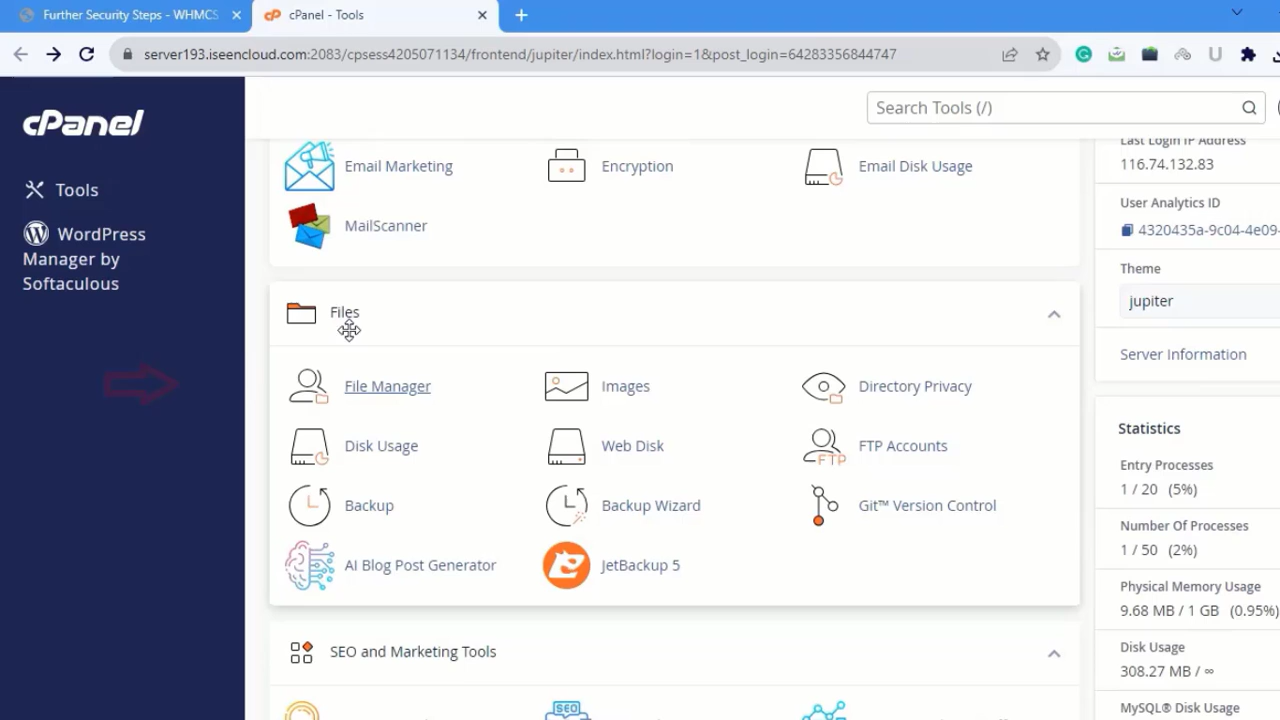 Further Security Steps - WHMCS
cPanel - Tools
server193.iseencloud.com:2083/cpsess4205071134/frontend/jupiter/index.html?login=1&post_login=64283356844747
cPanel
Search Tools (/)
Tools
WordPress
Manager by
Softaculous
Email Marketing
Encryption
Email Disk Usage
MailScanner
Files
File Manager
Images
Directory Privacy
Disk Usage
Web Disk
FTP Accounts
FTP
Backup
Backup Wizard
Git™ Version Control
AI Blog Post Generator
JetBackup 5
SEO and Marketing Tools
SEO
Last Login IP Address
116.74.132.83
User Analytics ID
4320435a-9c04-4e09-
Theme
jupiter
Server Information
Statistics
Entry Processes
1 / 20 (5%)
Number Of Processes
1 / 50 (2%)
Physical Memory Usage
9.68 MB / 1 GB (0.95%)
Disk Usage
308.27 MB / ∞
MySQL® Disk Usage